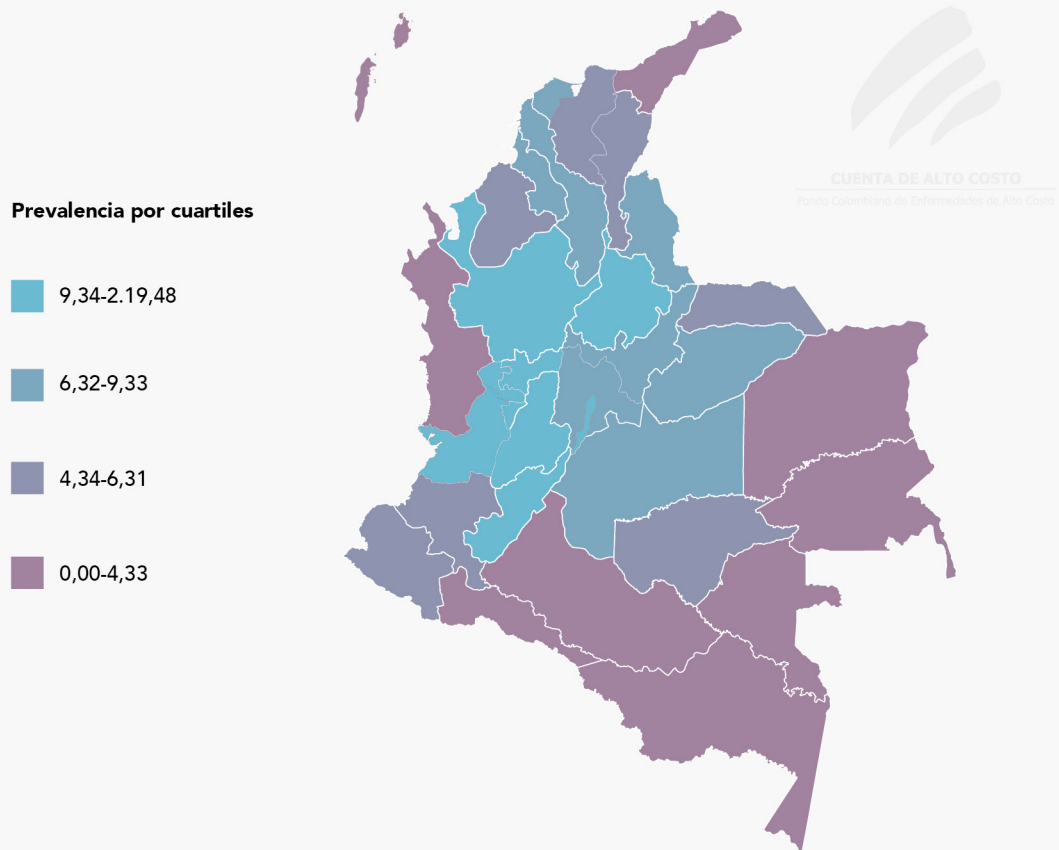 CUENTA DE ALTO COSTO
Fondo Colombiano de Enfermedades de Alto Costo
Prevalencia por cuartiles
9,34-2.19,48
6,32-9,33
4,34-6,31
0,00-4,33